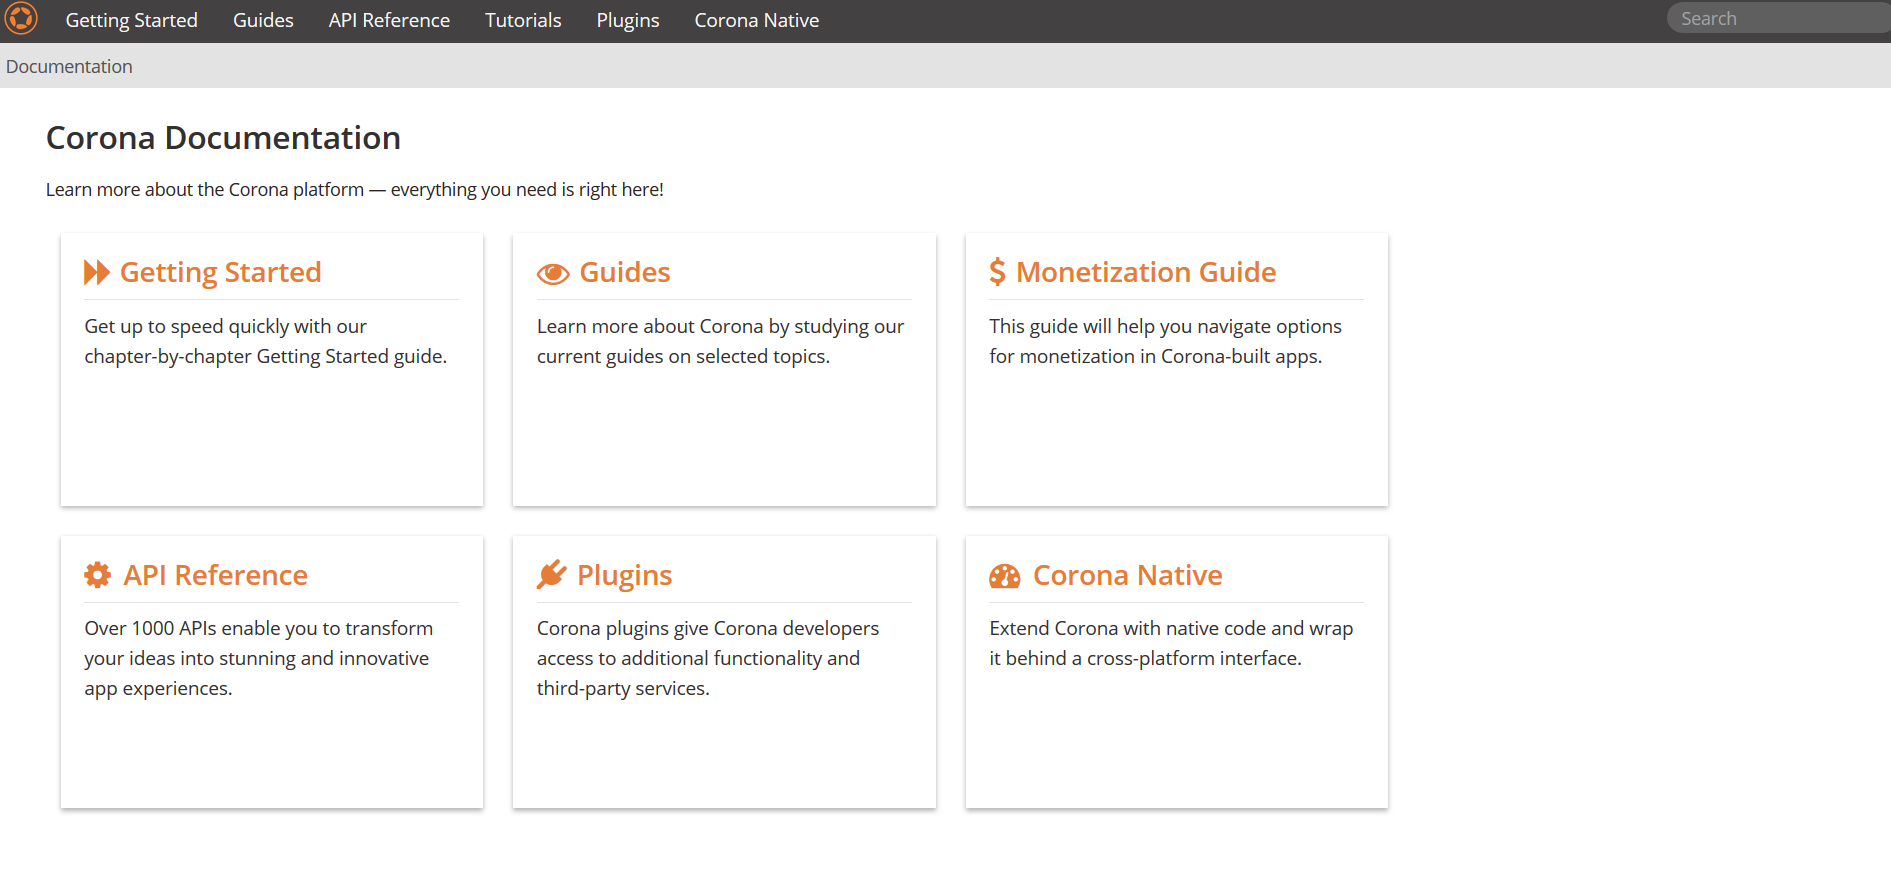 Getting Started Guides API Reference Tutorials Plugins Corona Native Search
Documentation
Corona Documentation
Learn more about the Corona platform — everything you need is right here!
Getting Started
Get up to speed quickly with our
chapter-by-chapter Getting Started guide.
Guides
Learn more about Corona by studying our
current guides on selected topics.
$ Monetization Guide
This guide will help you navigate options
for monetization in Corona-built apps.
API Reference
Over 1000 APIs enable you to transform
your ideas into stunning and innovative
app experiences.
Plugins
Corona plugins give Corona developers
access to additional functionality and
third-party services.
Corona Native
Extend Corona with native code and wrap
it behind a cross-platform interface.